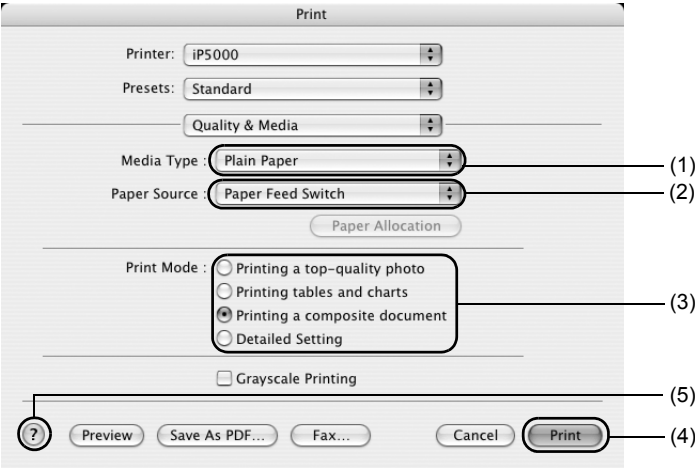 Print
Printer: iP5000
Presets: Standard
Quality & Media
Media Type : Plain Paper (1)
Paper Source : Paper Feed Switch (2)
Paper Allocation
Print Mode : Printing a top-quality photo
Printing tables and charts (3)
Printing a composite document
Detailed Setting
Grayscale Printing
(5)
? Preview Save As PDF... Fax... Cancel Print (4)